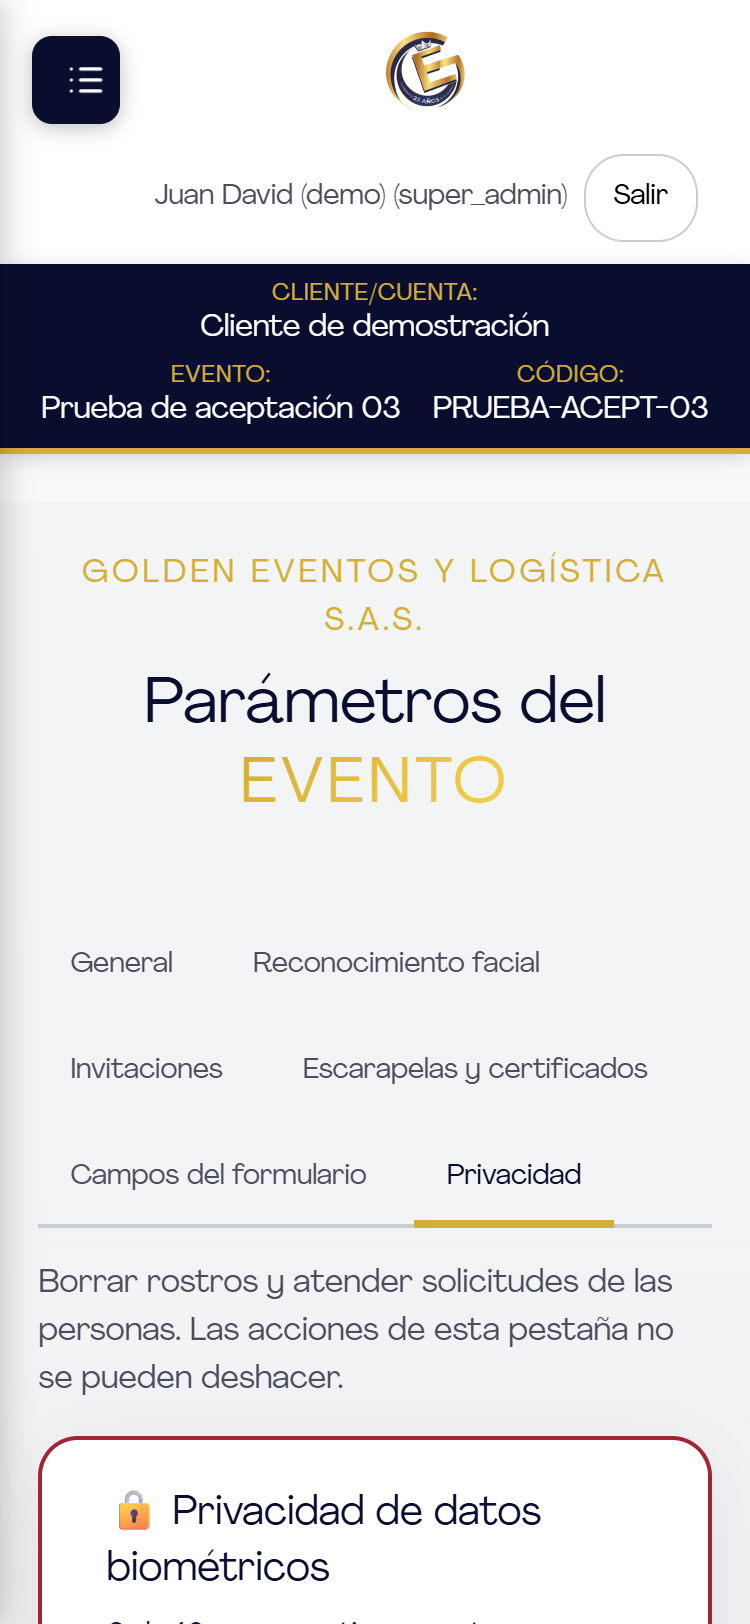 25 AÑOS
Juan David (demo) (super_admin)
Salir
CLIENTE/CUENTA:
Cliente de demostración
EVENTO:
Prueba de aceptación 03
CÓDIGO:
PRUEBA-ACEPT-03
GOLDEN EVENTOS Y LOGÍSTICA
S.A.S.
Parámetros del
EVENTO
General
Reconocimiento facial
Invitaciones
Escarapelas y certificados
Campos del formulario
Privacidad
Borrar rostros y atender solicitudes de las
personas. Las acciones de esta pestaña no
se pueden deshacer.
Privacidad de datos
biométricos